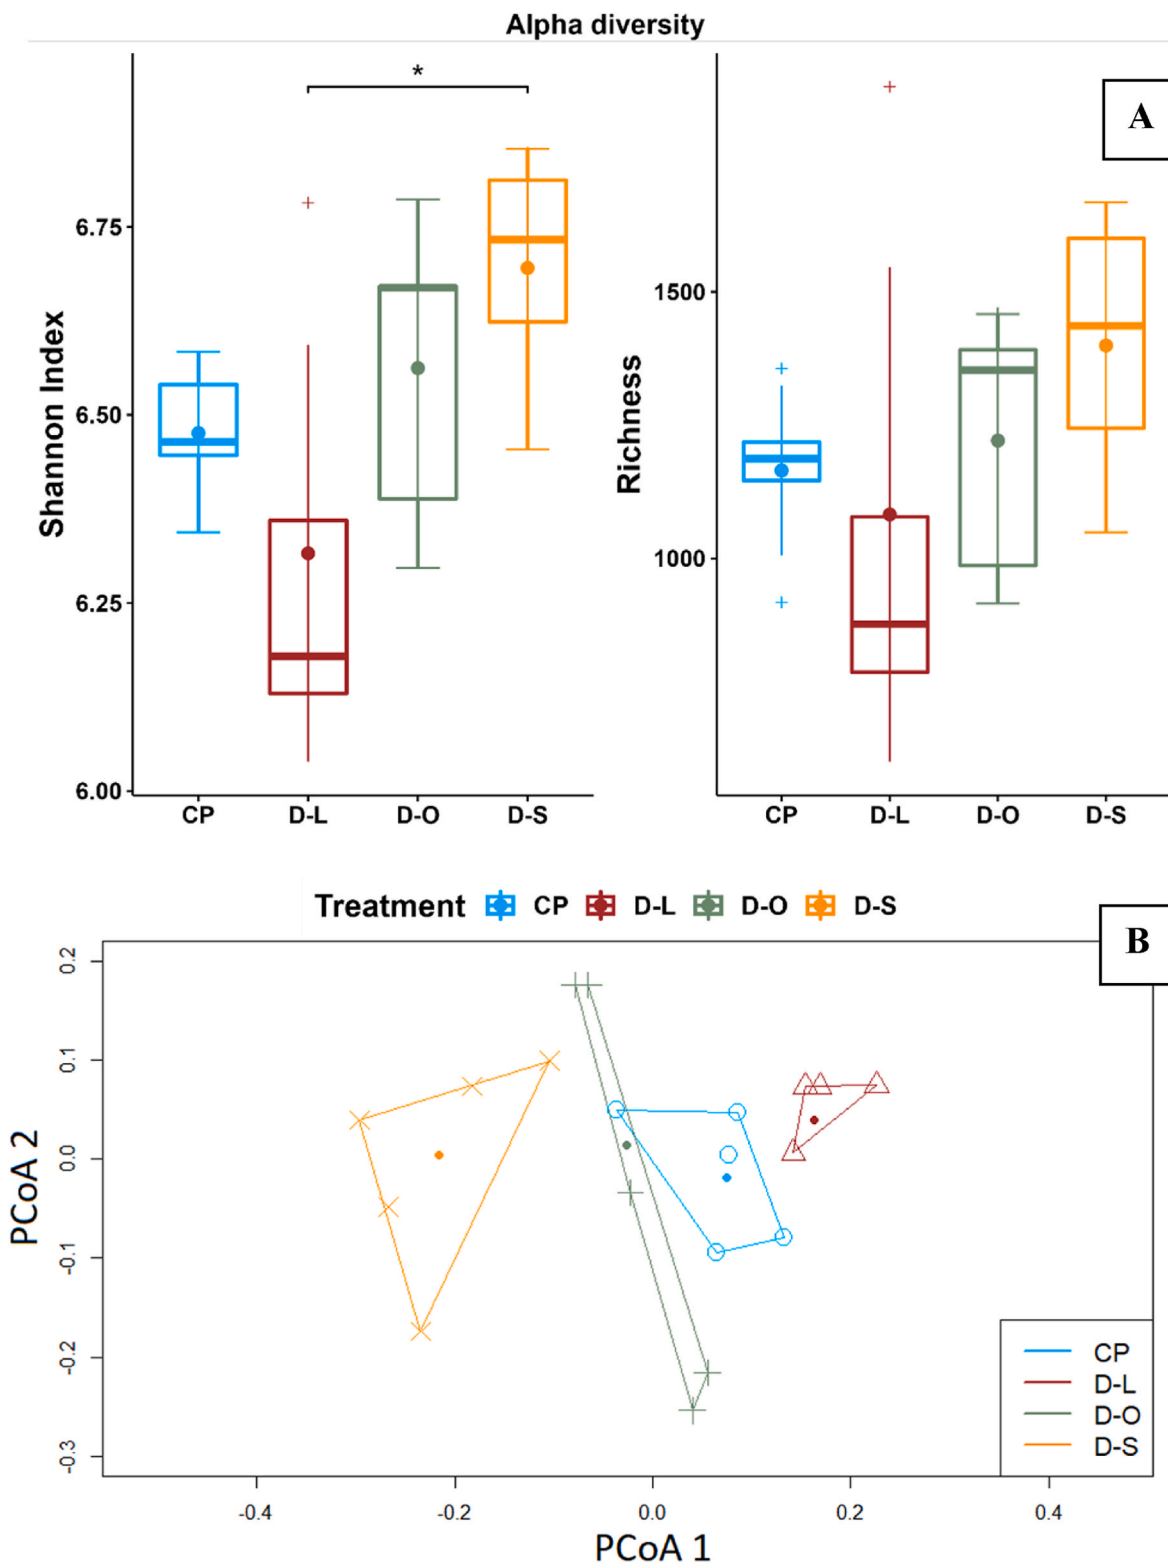 Alpha diversity
*
A
Shannon Index
6.75
6.50
6.25
6.00
CP D-L D-O D-S
Richness
1500
1000
CP D-L D-O D-S
Treatment CP D-L D-O D-S
B
PCoA 2
0.2
0.1
0.0
-0.1
-0.2
-0.3
CP
D-L
D-O
D-S
-0.4 -0.2 0.0 0.2 0.4
PCoA 1